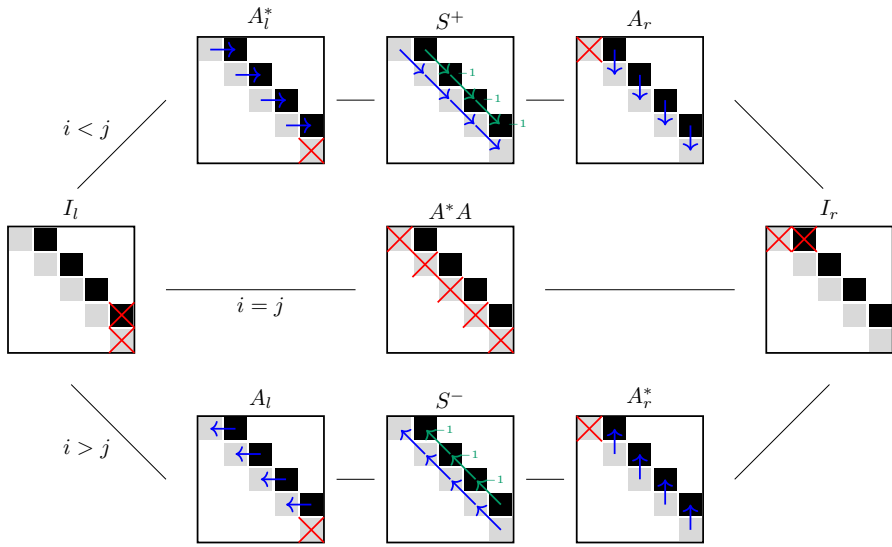 $A_l^*$ $S^+$ $A_r$
-1
-1
-1
$i < j$
$I_l$ $A^*A$ $I_r$
$i = j$
$A_l$ $S^-$ $A_r^*$
-1
-1
-1
$i > j$